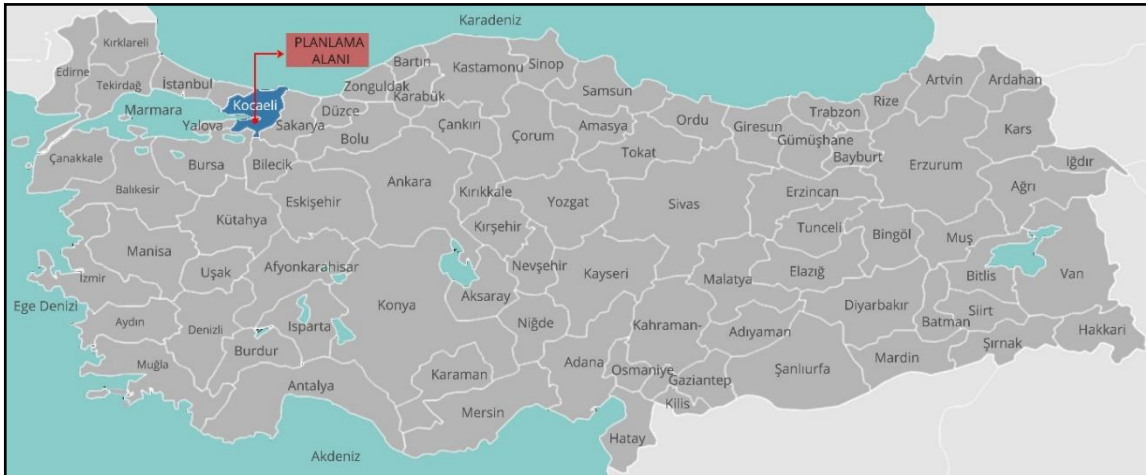 Karadeniz
PLANLAMA
ALANI
Kırklareli
Edirne
Tekirdağ
İstanbul
Marmara
Kocaeli
Yalova
Sakarya
Düzce
Zonguldak
Bartın
Karabük
Kastamonu
Sinop
Samsun
Ordu
Giresun
Trabzon
Rize
Artvin
Ardahan
Kars
Iğdır
Çanakkale
Bursa
Bilecik
Bolu
Çankırı
Çorum
Amasya
Tokat
Gümüşhane
Bayburt
Erzurum
Ağrı
Balıkesir
Kütahya
Eskişehir
Ankara
Kırıkkale
Yozgat
Sivas
Erzincan
Tunceli
Bingöl
Muş
Kırşehir
Manisa
Uşak
Afyonkarahisar
Nevşehir
Kayseri
Malatya
Elazığ
Bitlis
Van
İzmir
Ege Denizi
Konya
Aksaray
Diyarbakır
Batman
Siirt
Aydın
Denizli
Isparta
Niğde
Kahraman-
Adıyaman
Şırnak
Hakkari
Muğla
Burdur
Karaman
Adana
Osmaniye
Gaziantep
Şanlıurfa
Mardin
Antalya
Mersin
Kilis
Hatay
Akdeniz